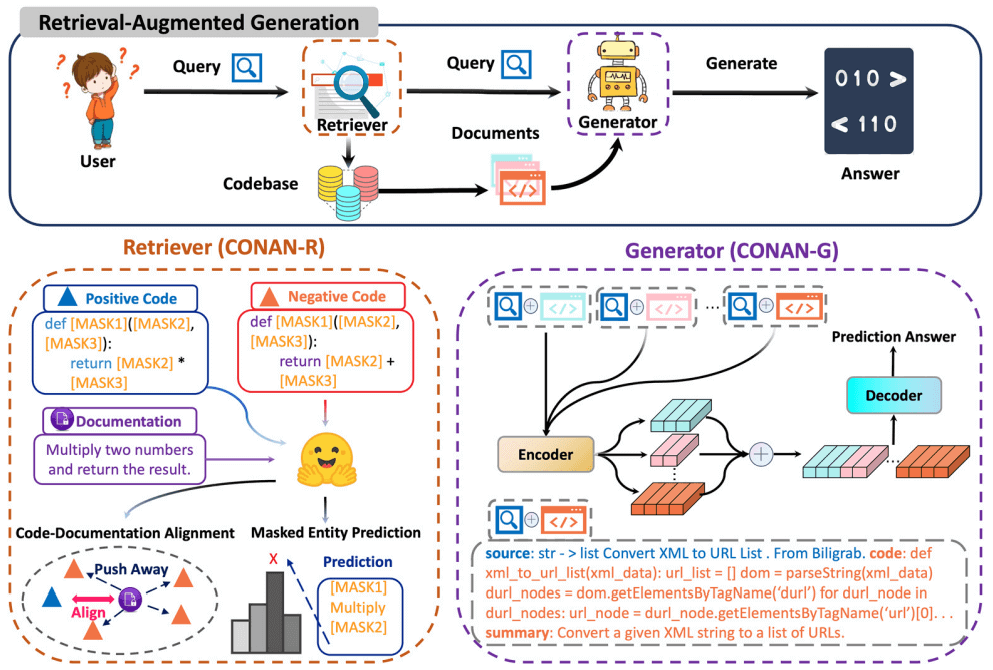 Retrieval-Augmented Generation
Query
Query
Generate
? ? ? ?
Retriever
Generator
010 >
< 110
User
Documents
Codebase
</>
Answer
Retriever (CONAN-R)
Positive Code
def [MASK1]([MASK2],
[MASK3]):
return [MASK2] *
[MASK3]
Negative Code
def [MASK1]([MASK2],
[MASK3]):
return [MASK2] +
[MASK3]
Documentation
Multiply two numbers
and return the result.
Code-Documentation Alignment
Push Away
Align
Masked Entity Prediction
X
Prediction
[MASK1]
Multiply
[MASK2]
Generator (CONAN-G)
+ </>
+ </>
...
+ </>
Prediction Answer
Decoder
Encoder
+
...
+ </>
source: str -> list Convert XML to URL List . From Biligrab. code: def
xml_to_url_list(xml_data): url_list = [] dom = parseString(xml_data)
durl_nodes = dom.getElementsByTagName(‘durl’) for durl_node in
durl_nodes: url_node = durl_node.getElementsByTagName(‘url’)[0]. . .
summary: Convert a given XML string to a list of URLs.